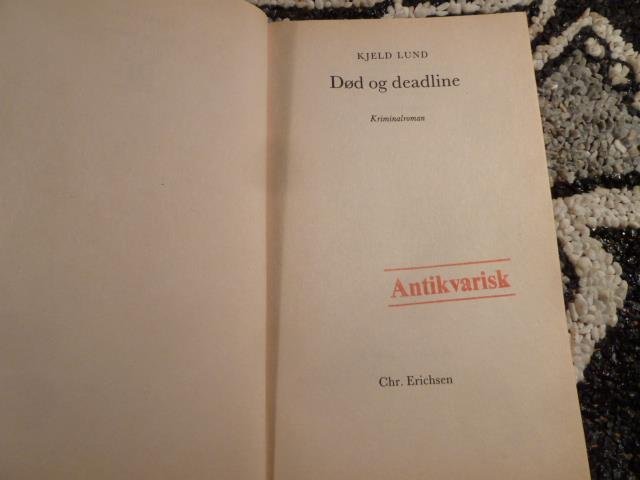 KJELD LUND
Død og deadline
Kriminalroman
Antikvarisk
Chr. Erichsen